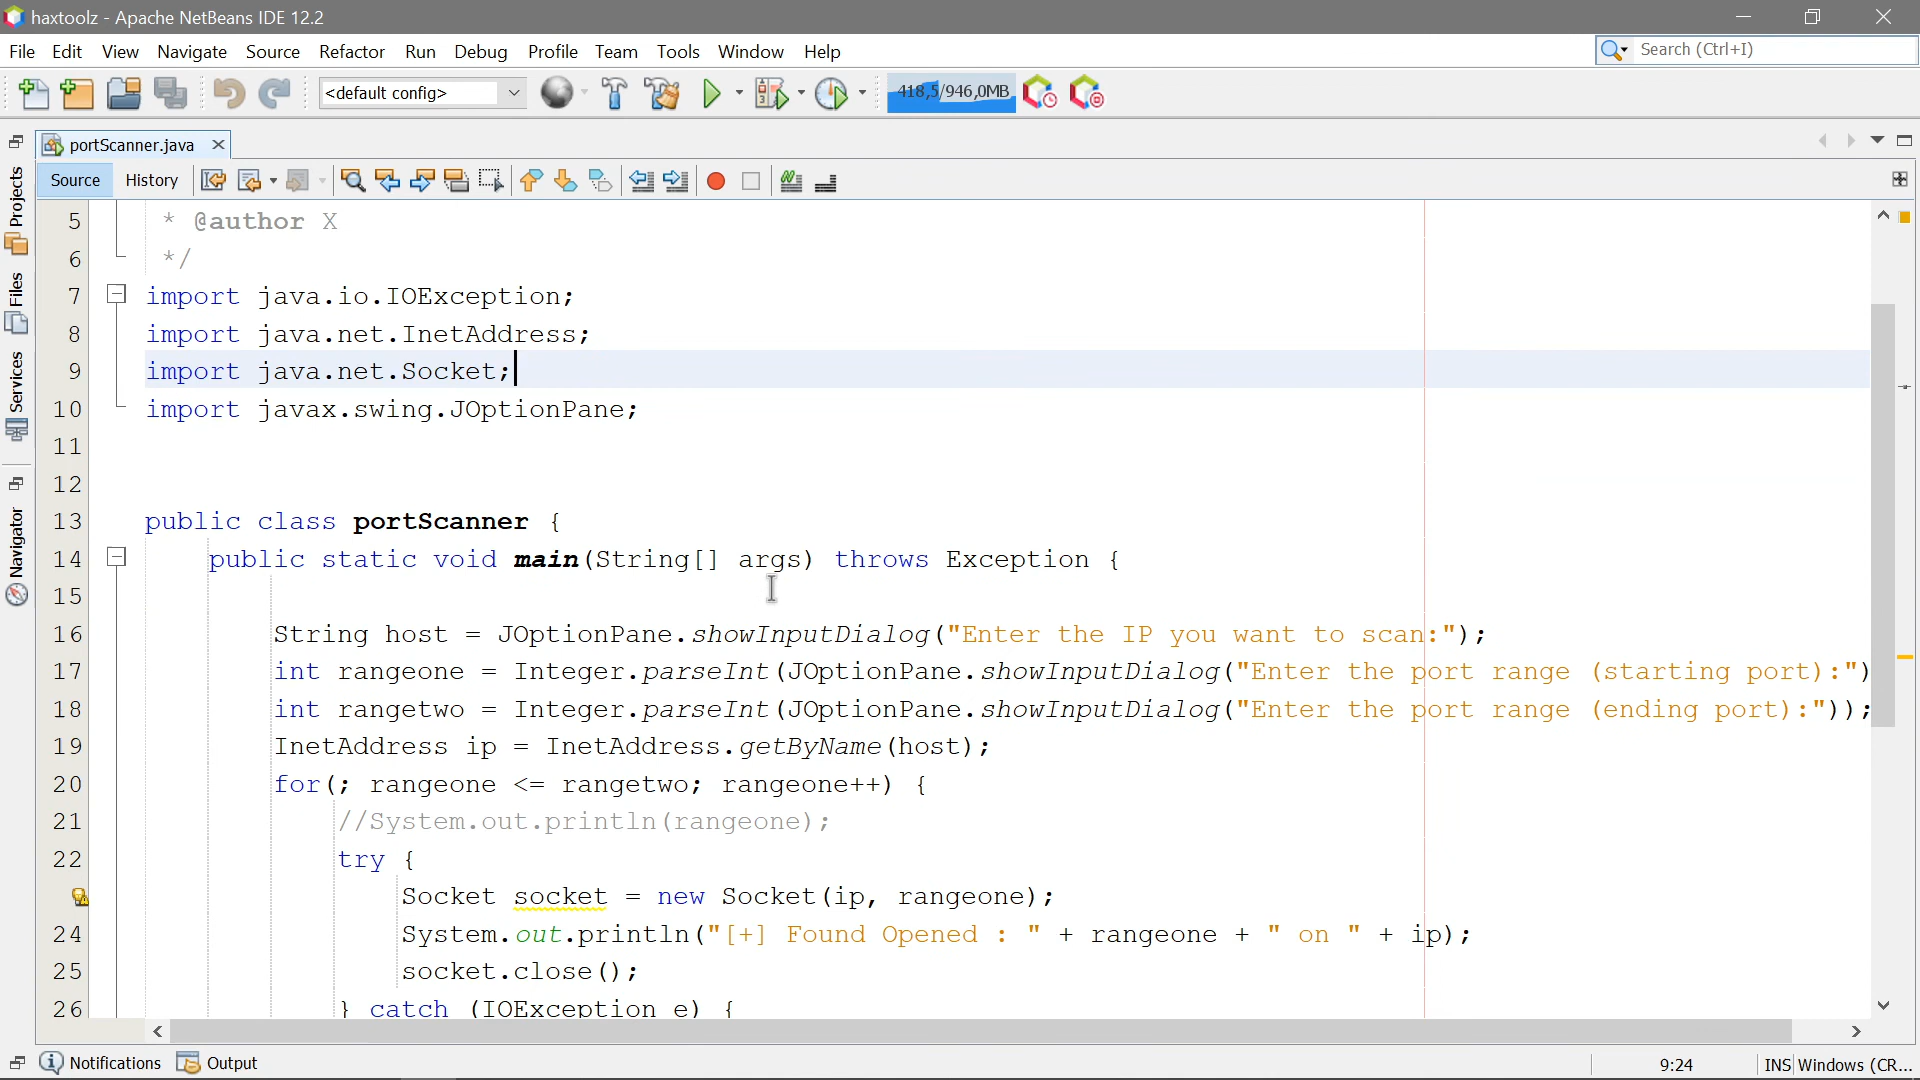 haxtoolz - Apache NetBeans IDE 12.2
File Edit View Navigate Source Refactor Run Debug Profile Team Tools Window Help
Search (Ctrl+I)
<default config>
418,5/946,0MB
portScanner.java
Source History
Projects
Files
Services
Navigator
5 * @author X
6 */
7 import java.io.IOException;
8 import java.net.InetAddress;
9 import java.net.Socket;
10 import javax.swing.JOptionPane;
11
12
13 public class portScanner {
14 public static void main(String[] args) throws Exception {
15
16 String host = JOptionPane.showInputDialog("Enter the IP you want to scan:");
17 int rangeone = Integer.parseInt(JOptionPane.showInputDialog("Enter the port range (starting port):")
18 int rangetwo = Integer.parseInt(JOptionPane.showInputDialog("Enter the port range (ending port):"));
19 InetAddress ip = InetAddress.getByName(host);
20 for(; rangeone <= rangetwo; rangeone++) {
21 //System.out.println(rangeone);
22 try {
Socket socket = new Socket(ip, rangeone);
24 System.out.println("[+] Found Opened : " + rangeone + " on " + ip);
25 socket.close();
26 } catch (IOException e) {
Notifications Output
9:24 INS Windows (CR...